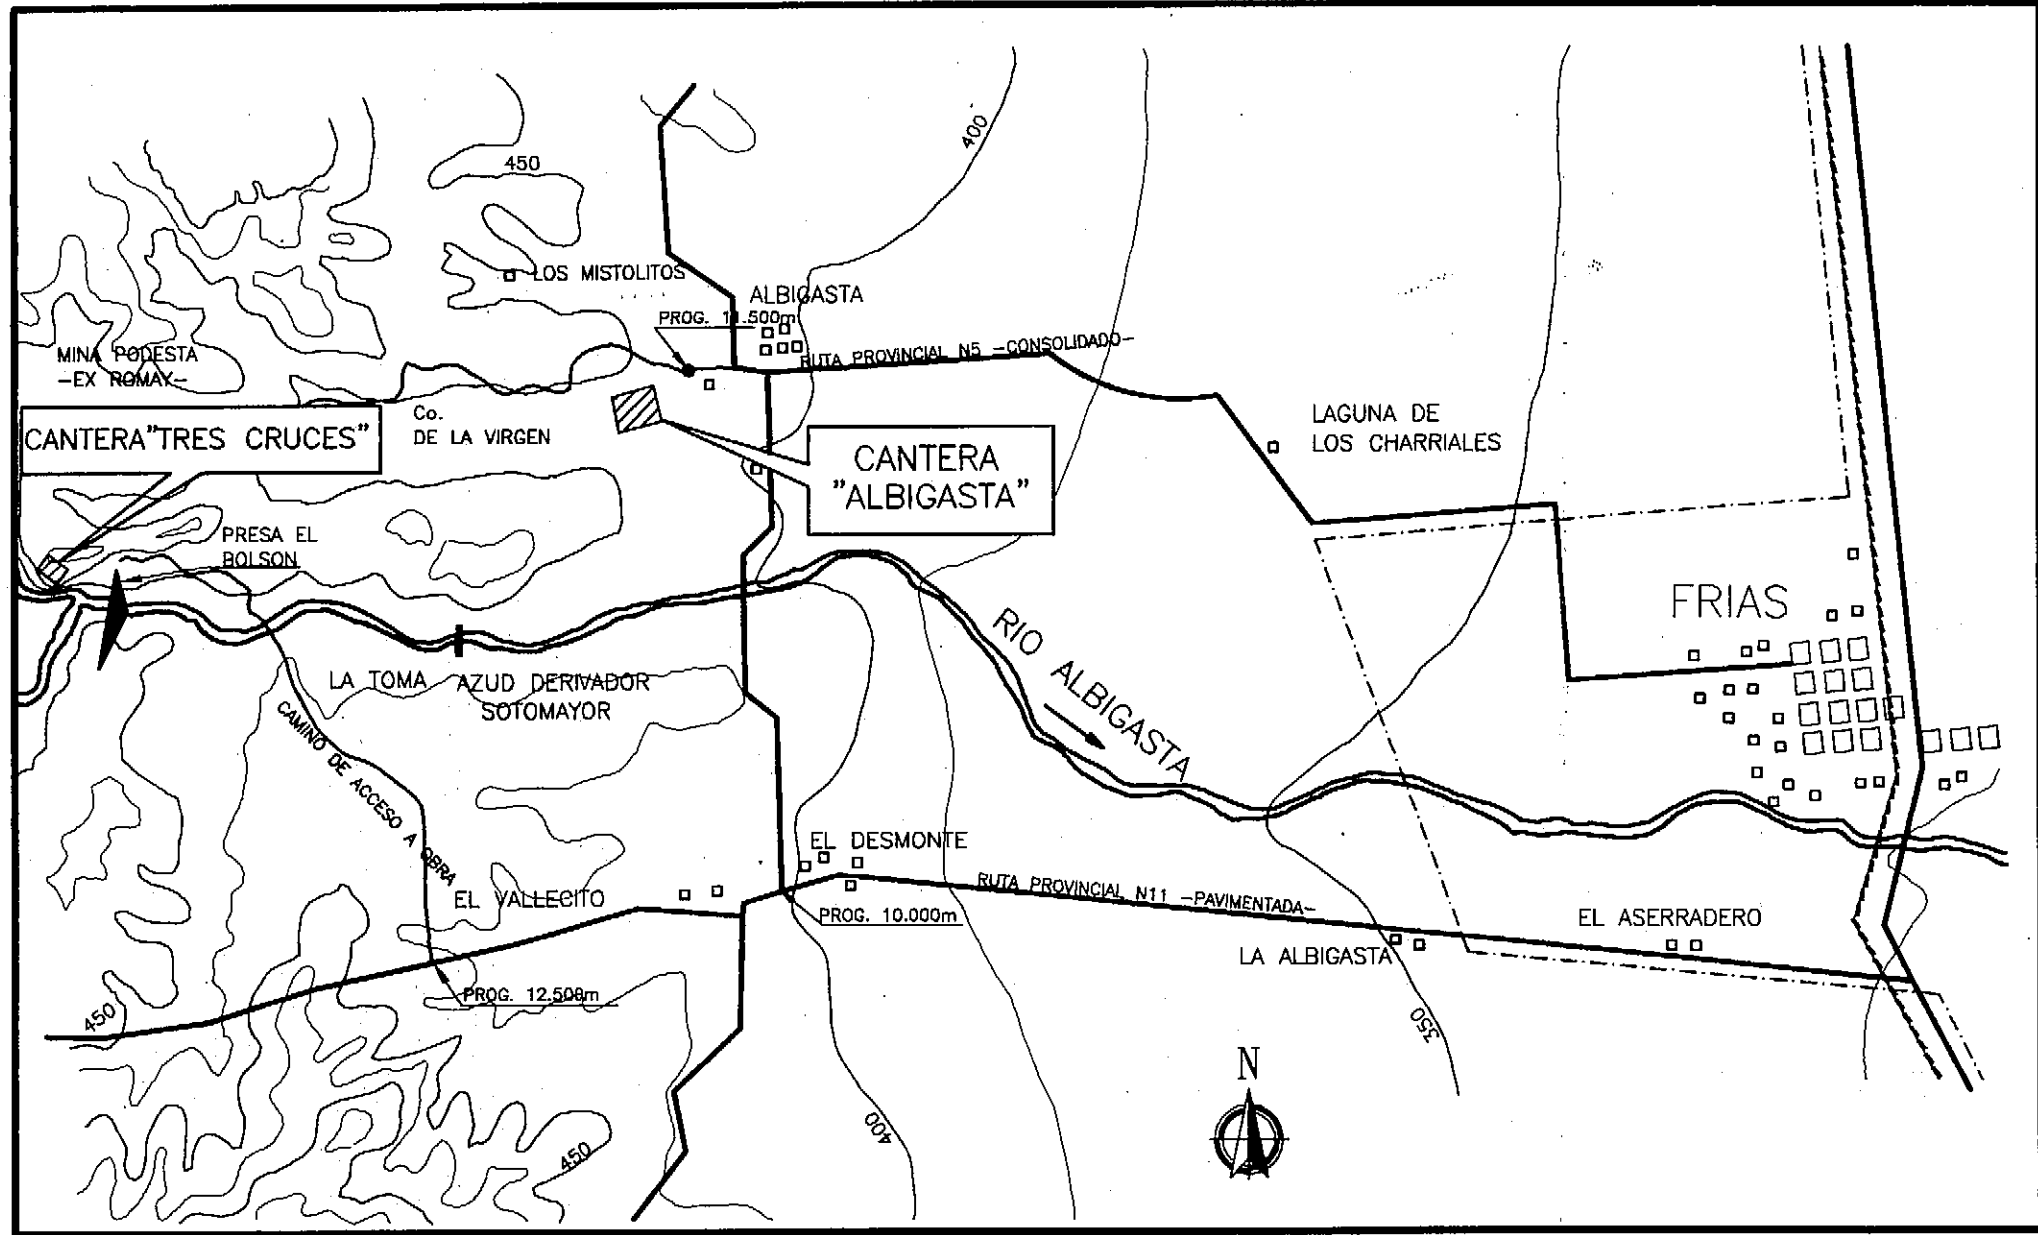 400
450
LOS MISTOLITOS
ALBIGASTA
PROG. 11.500m
RUTA PROVINCIAL N5 -CONSOLIDADO-
MINA PODESTA
-EX ROMAY-
CANTERA"TRES CRUCES"
Co.
DE LA VIRGEN
CANTERA
"ALBIGASTA"
LAGUNA DE
LOS CHARRIALES
PRESA EL
BOLSON
FRIAS
RIO ALBIGASTA
LA TOMA
AZUD DERIVADOR
SOTOMAYOR
CAMINO DE ACCESO A OBRA
EL DESMONTE
EL VALLECITO
RUTA PROVINCIAL N11 -PAVIMENTADA-
PROG. 10.000m
EL ASERRADERO
LA ALBIGASTA
PROG. 12.500m
450
350
N
400
450